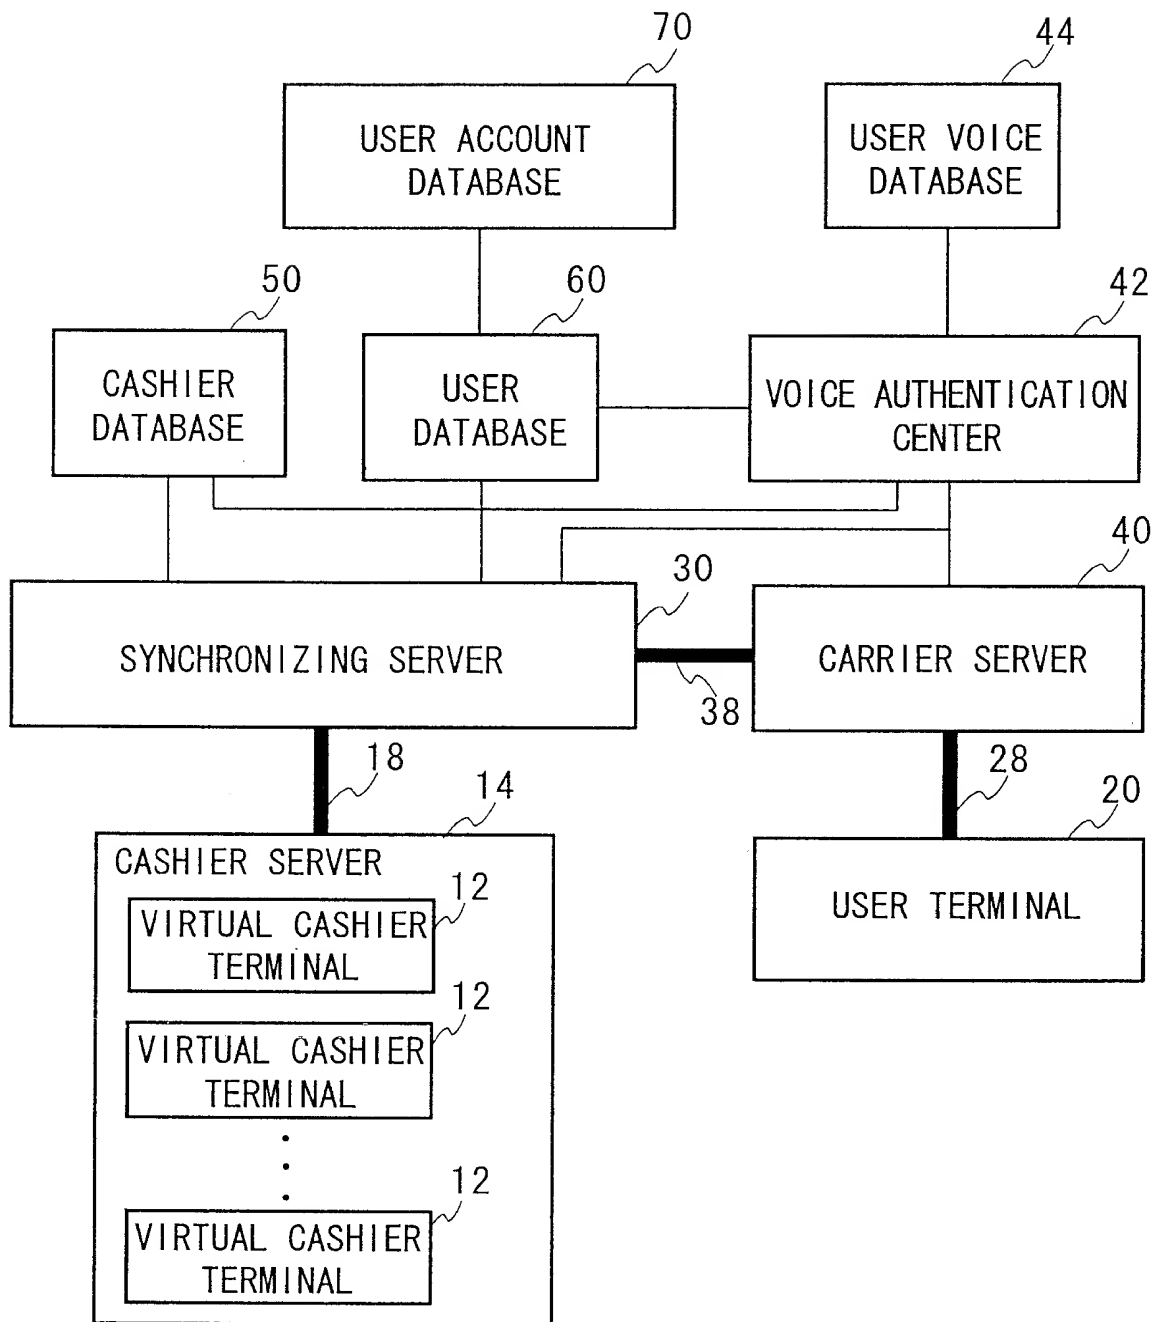 70
44
USER ACCOUNT
DATABASE
USER VOICE
DATABASE
50
60
42
CASHIER
DATABASE
USER
DATABASE
VOICE AUTHENTICATION
CENTER
30
40
SYNCHRONIZING SERVER
CARRIER SERVER
38
18
28
14
20
CASHIER SERVER
USER TERMINAL
12
VIRTUAL CASHIER
TERMINAL
12
VIRTUAL CASHIER
TERMINAL
12
VIRTUAL CASHIER
TERMINAL